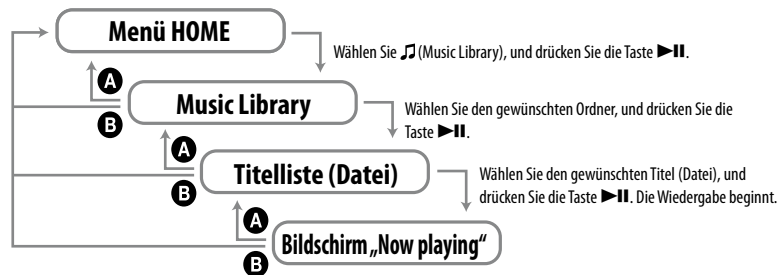 Menü HOME
Wählen Sie ♫ (Music Library), und drücken Sie die Taste ►II.
A
Music Library
B
Wählen Sie den gewünschten Ordner, und drücken Sie die
Taste ►II.
A
Titelliste (Datei)
B
Wählen Sie den gewünschten Titel (Datei), und
drücken Sie die Taste ►II. Die Wiedergabe beginnt.
A
Bildschirm „Now playing“
B